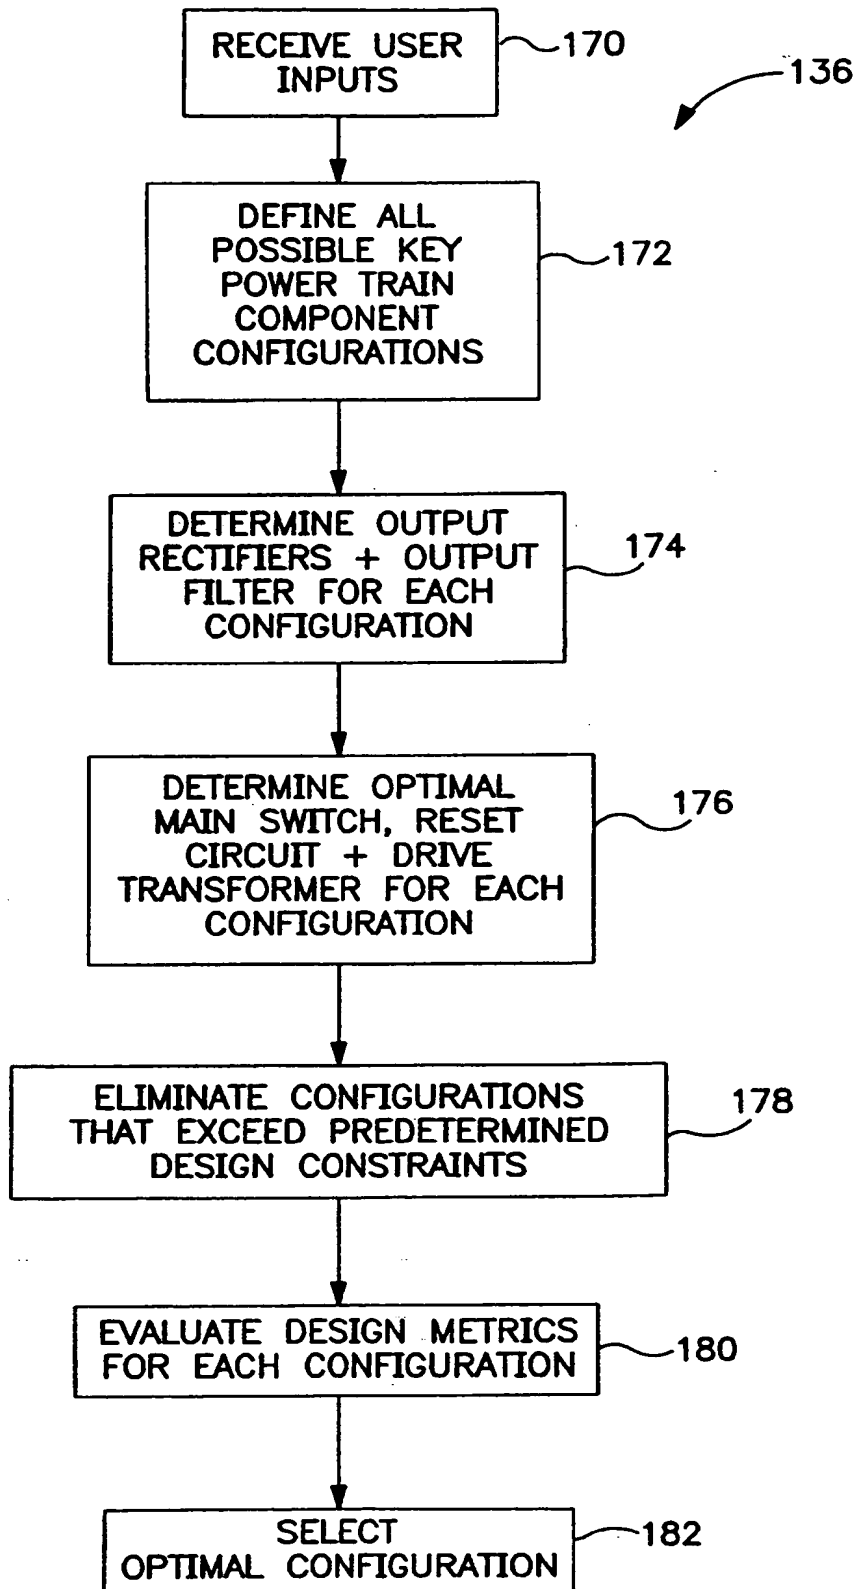 RECEIVE USER
INPUTS
170
136
DEFINE ALL
POSSIBLE KEY
POWER TRAIN
COMPONENT
CONFIGURATIONS
172
DETERMINE OUTPUT
RECTIFIERS + OUTPUT
FILTER FOR EACH
CONFIGURATION
174
DETERMINE OPTIMAL
MAIN SWITCH, RESET
CIRCUIT + DRIVE
TRANSFORMER FOR EACH
CONFIGURATION
176
ELIMINATE CONFIGURATIONS
THAT EXCEED PREDETERMINED
DESIGN CONSTRAINTS
178
EVALUATE DESIGN METRICS
FOR EACH CONFIGURATION
180
SELECT
OPTIMAL CONFIGURATION
182